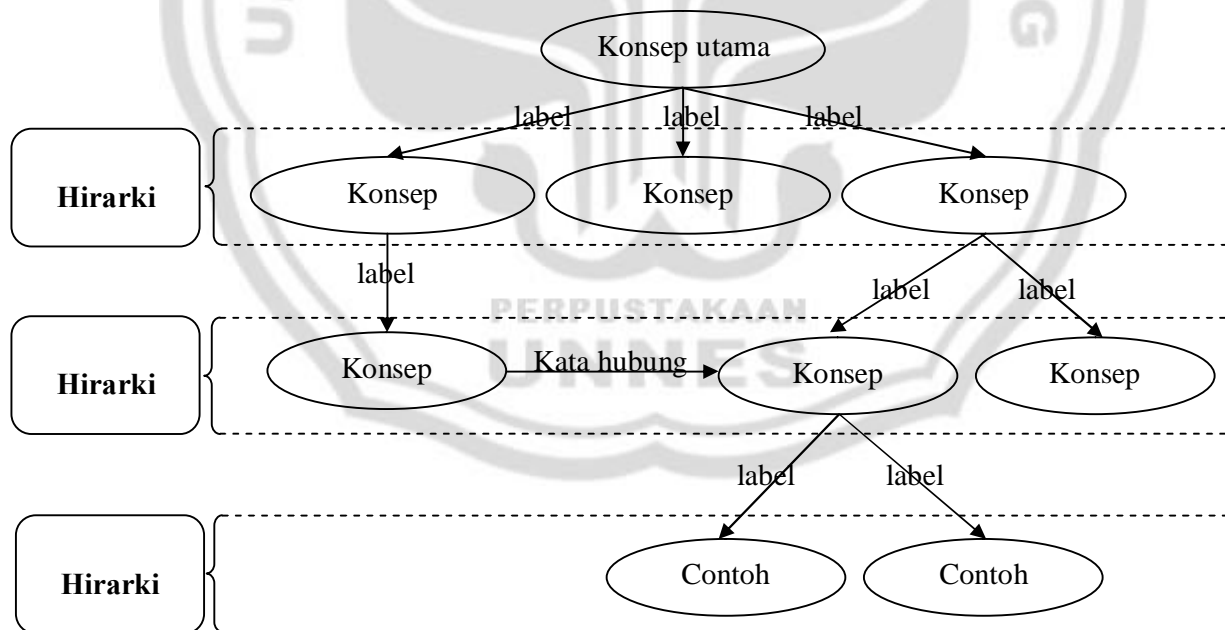 Konsep utama
label label label
Hirarki Konsep Konsep Konsep
label label label
PERPUSTAKAAN
UNNES
Hirarki Konsep Kata hubung Konsep Konsep
label label
Hirarki Contoh Contoh